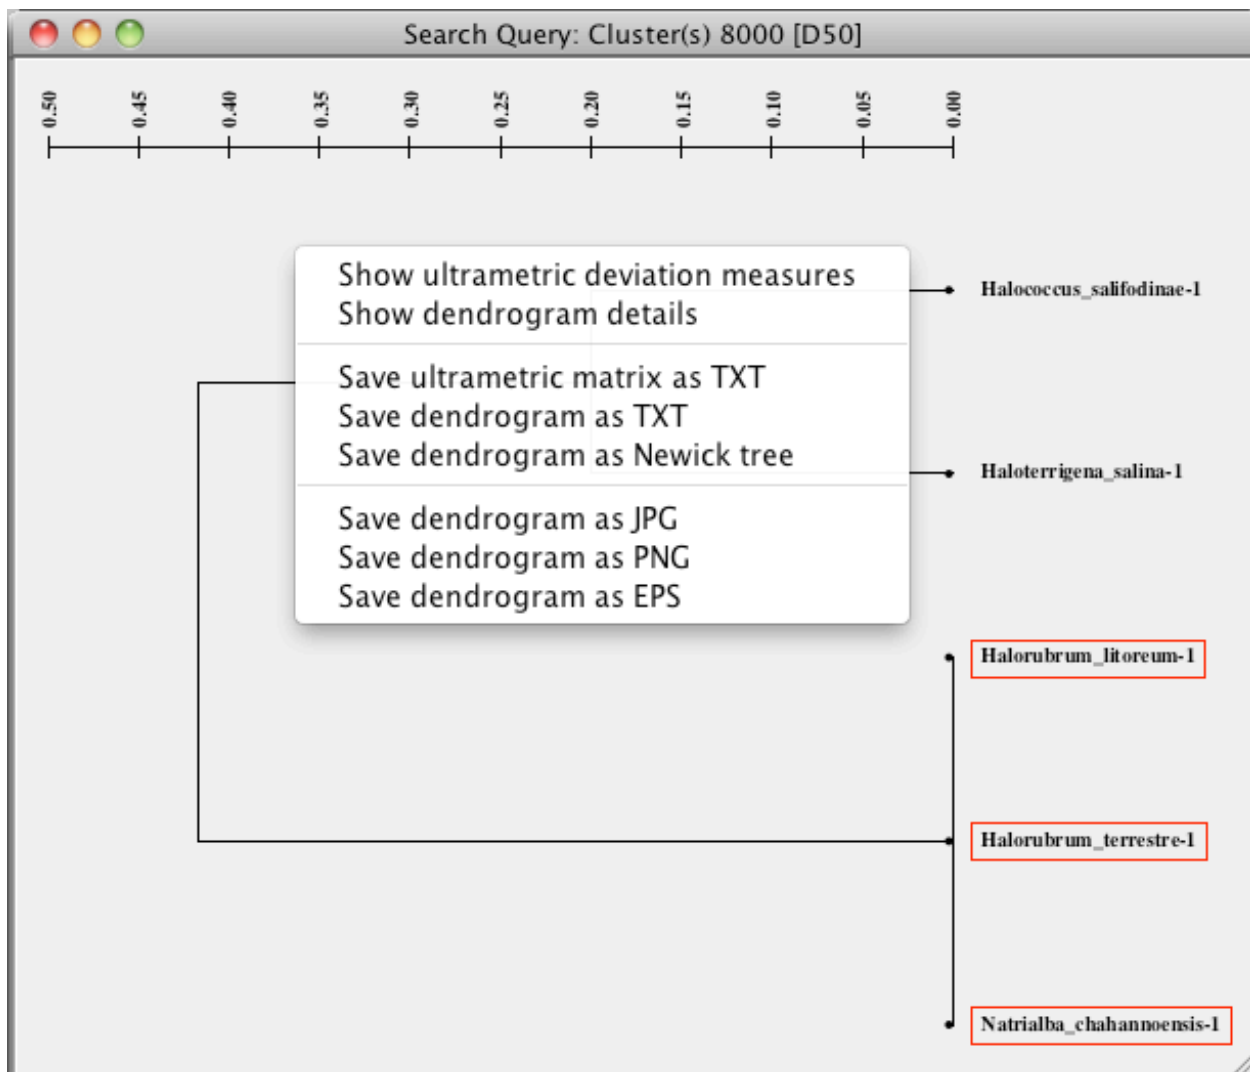 Search Query: Cluster(s) 8000 [D50]
0.50 0.45 0.40 0.35 0.30 0.25 0.20 0.15 0.10 0.05 0.00
Show ultrametric deviation measures
Halococcus_salifodinae-1
Show dendrogram details
Save ultrametric matrix as TXT
Save dendrogram as TXT
Save dendrogram as Newick tree
Haloterrigena_salina-1
Save dendrogram as JPG
Save dendrogram as PNG
Save dendrogram as EPS
Halorubrum_litoreum-1
Halorubrum_terrestre-1
Natrialba_chahannoensis-1